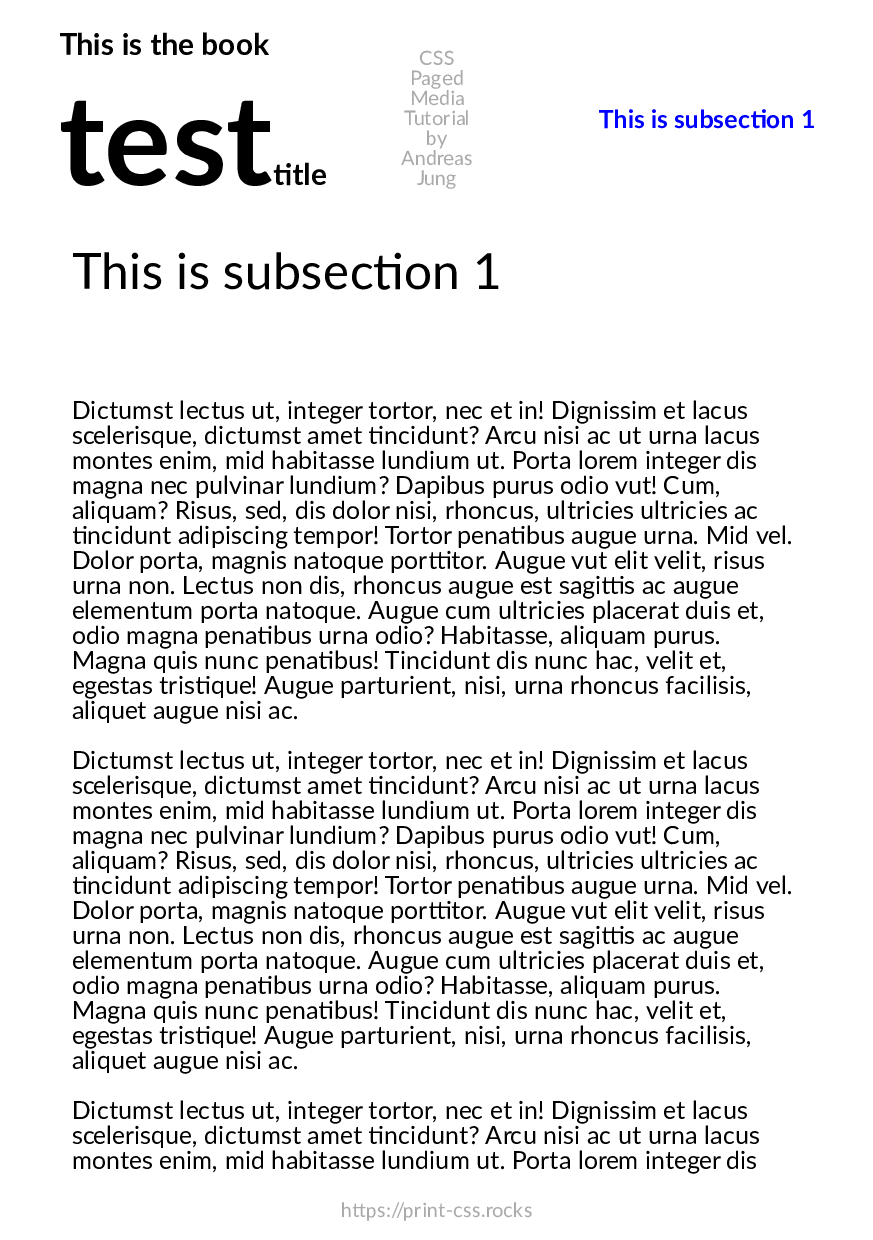 This is the book
test title
CSS
Paged
Media
Tutorial
by
Andreas
Jung
This is subsection 1
This is subsection 1
Dictumst lectus ut, integer tortor, nec et in! Dignissim et lacus
scelerisque, dictumst amet tincidunt? Arcu nisi ac ut urna lacus
montes enim, mid habitasse lundium ut. Porta lorem integer dis
magna nec pulvinar lundium? Dapibus purus odio vut! Cum,
aliquam? Risus, sed, dis dolor nisi, rhoncus, ultricies ultricies ac
tincidunt adipiscing tempor! Tortor penatibus augue urna. Mid vel.
Dolor porta, magnis natoque porttitor. Augue vut elit velit, risus
urna non. Lectus non dis, rhoncus augue est sagittis ac augue
elementum porta natoque. Augue cum ultricies placerat duis et,
odio magna penatibus urna odio? Habitasse, aliquam purus.
Magna quis nunc penatibus! Tincidunt dis nunc hac, velit et,
egestas tristique! Augue parturient, nisi, urna rhoncus facilisis,
aliquet augue nisi ac.
Dictumst lectus ut, integer tortor, nec et in! Dignissim et lacus
scelerisque, dictumst amet tincidunt? Arcu nisi ac ut urna lacus
montes enim, mid habitasse lundium ut. Porta lorem integer dis
magna nec pulvinar lundium? Dapibus purus odio vut! Cum,
aliquam? Risus, sed, dis dolor nisi, rhoncus, ultricies ultricies ac
tincidunt adipiscing tempor! Tortor penatibus augue urna. Mid vel.
Dolor porta, magnis natoque porttitor. Augue vut elit velit, risus
urna non. Lectus non dis, rhoncus augue est sagittis ac augue
elementum porta natoque. Augue cum ultricies placerat duis et,
odio magna penatibus urna odio? Habitasse, aliquam purus.
Magna quis nunc penatibus! Tincidunt dis nunc hac, velit et,
egestas tristique! Augue parturient, nisi, urna rhoncus facilisis,
aliquet augue nisi ac.
Dictumst lectus ut, integer tortor, nec et in! Dignissim et lacus
scelerisque, dictumst amet tincidunt? Arcu nisi ac ut urna lacus
montes enim, mid habitasse lundium ut. Porta lorem integer dis
https://print-css.rocks